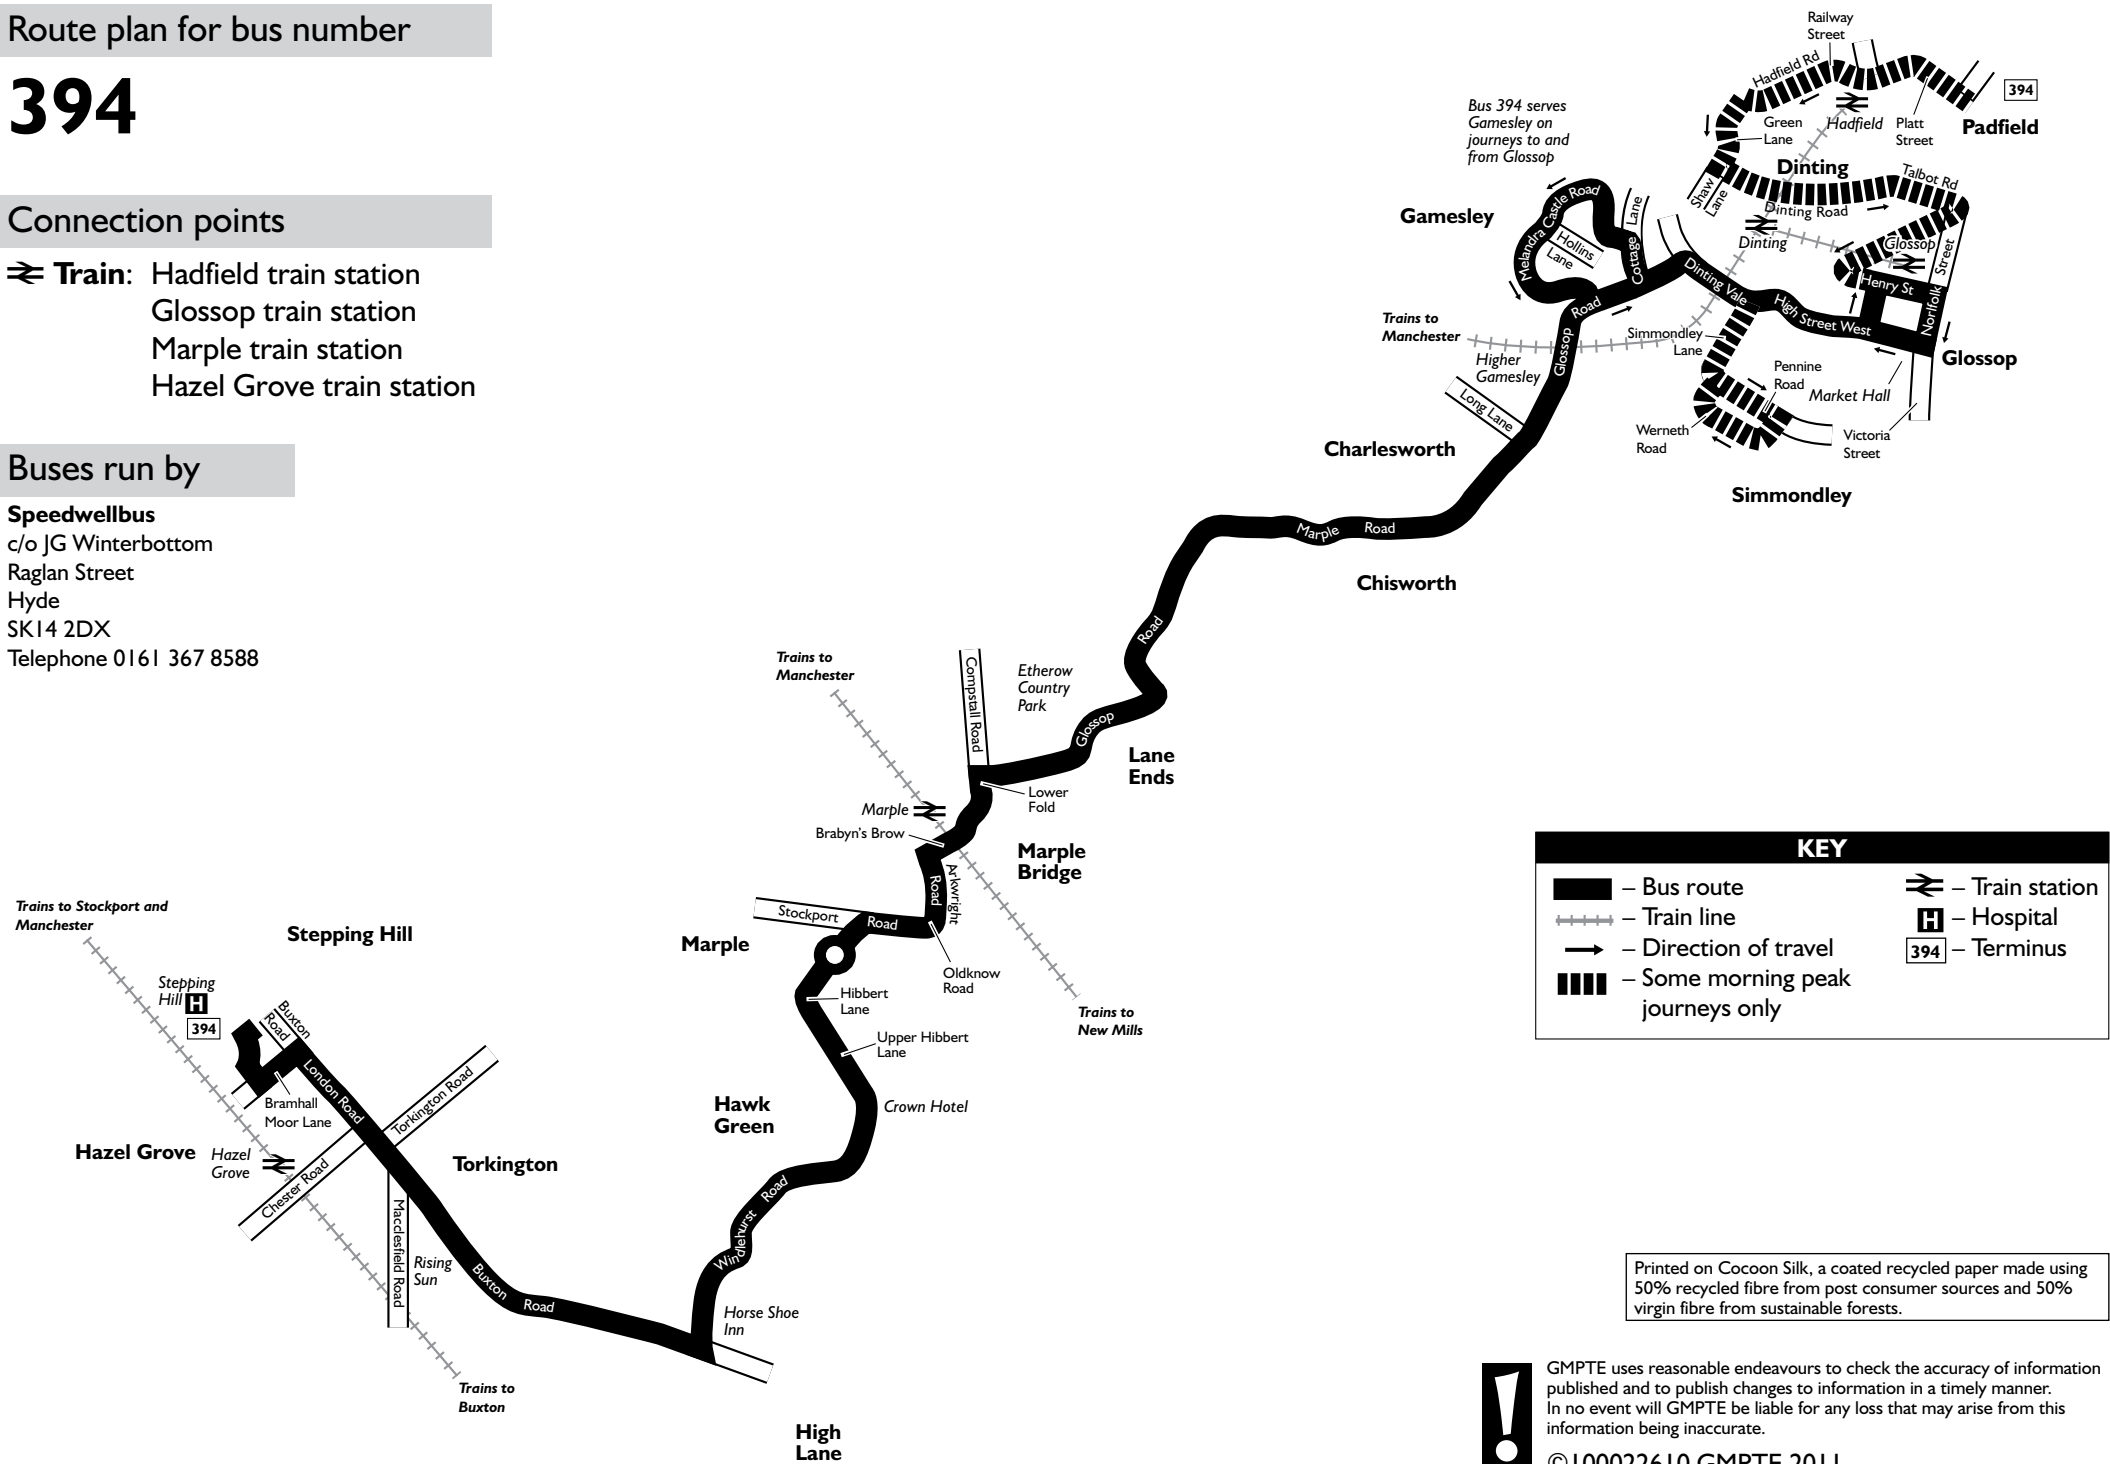 Route plan for bus number
394
Connection points
Train: Hadfield train station
Glossop train station
Marple train station
Hazel Grove train station
Buses run by
Speedwellbus
c/o JG Winterbottom
Raglan Street
Hyde
SK14 2DX
Telephone 0161 367 8588
Railway
Street
Hadfield Rd
394
Padfield
Platt
Street
Hadfield
Green
Lane
Bus 394 serves
Gamesley on
journeys to and
from Glossop
Dinting
Talbot Rd
Shaw
Lane
Dinting Road
Dinting
Glossop
Henry St
Norlfolk
Street
Gamesley
Melandra Castle Road
Hollins
Lane
Cottage
Lane
Dinting Vale
High Street West
Glossop
Road
Glossop
Trains to
Manchester
Higher
Gamesley
Long Lane
Simmondley
Lane
Pennine
Road
Market Hall
Werneth
Road
Victoria
Street
Simmondley
Charlesworth
Marple
Road
Chisworth
Road
Glossop
Lane
Ends
Etherow
Country
Park
Compstall Road
Lower
Fold
Trains to
Manchester
Marple
Brabyn's Brow
Marple
Bridge
Arkwright
Road
Stockport
Road
Marple
Oldknow
Road
Trains to
New Mills
Hibbert
Lane
Upper Hibbert
Lane
Hawk
Green
Crown Hotel
Windlehurst
Road
Horse Shoe
Inn
High
Lane
Trains to Stockport and
Manchester
Stepping Hill
Stepping
Hill H
394
Buxton
Road
London Road
Bramhall
Moor Lane
Torkington Road
Hazel Grove
Hazel
Grove
Chester Road
Torkington
Macclesfield Road
Rising
Sun
Buxton
Road
Trains to
Buxton
KEY
– Bus route
– Train line
– Direction of travel
– Some morning peak
journeys only
– Train station
H – Hospital
394 – Terminus
Printed on Cocoon Silk, a coated recycled paper made using
50% recycled fibre from post consumer sources and 50%
virgin fibre from sustainable forests.
!
GMPTE uses reasonable endeavours to check the accuracy of information
published and to publish changes to information in a timely manner.
In no event will GMPTE be liable for any loss that may arise from this
information being inaccurate.
©100022610 GMPTE 2011